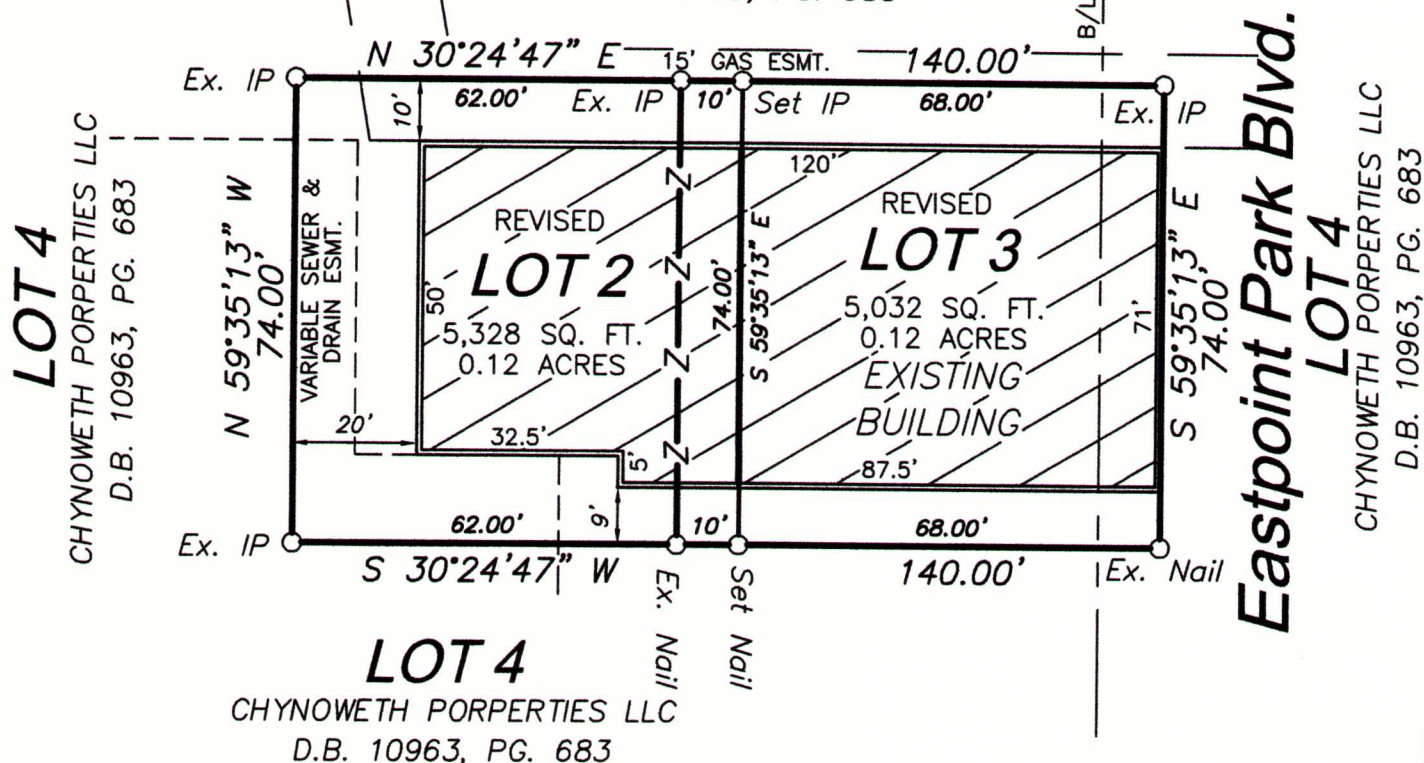 B/L
N 30°24'47" E
15' GAS ESMT.
140.00'
Ex. IP
62.00'
Ex. IP
10'
Set IP
68.00'
Ex. IP
10'
120'
LOT 4
CHYNOWETH PORPERTIES LLC
D.B. 10963, PG. 683
N 59°35'13" W
74.00'
VARIABLE SEWER &
DRAIN ESMT.
20'
50'
REVISED
LOT 2
5,328 SQ. FT.
0.12 ACRES
32.5'
5'
9'
Z
Z
Z
Z
74.00'
S 59°35'13" E
REVISED
LOT 3
5,032 SQ. FT.
0.12 ACRES
EXISTING
BUILDING
87.5'
71'
S 59°35'13" E
74.00'
Eastpoint Park Blvd.
LOT 4
CHYNOWETH PORPERTIES LLC
D.B. 10963, PG. 683
Ex. IP
62.00'
10'
68.00'
S 30°24'47" W
140.00'
Ex. Nail
Ex. Nail
Set Nail
LOT 4
CHYNOWETH PORPERTIES LLC
D.B. 10963, PG. 683